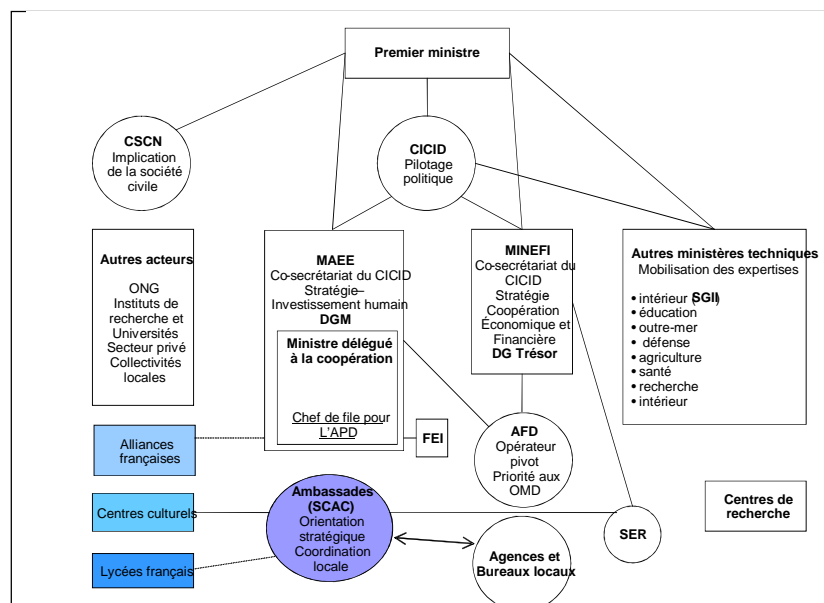 Premier ministre
CSCN
Implication
de la société
civile
CICID
Pilotage
politique
Autres acteurs
ONG
Instituts de
recherche et
Universités
Secteur privé
Collectivités
locales
MAEE
Co-secrétariat du CICID
Stratégie–
Investissement humain
DGM
Ministre délégué
à la coopération
Chef de file pour
L'APD
MINEFI
Co-secrétariat du
CICID
Stratégie
Coopération
Économique et
Financière
DG Trésor
Autres ministères techniques
Mobilisation des expertises
• intérieur (SGII)
• éducation
• outre-mer
• défense
• agriculture
• santé
• recherche
• intérieur
Alliances
françaises
FEI
AFD
Opérateur
pivot
Priorité aux
OMD
Centres culturels
Ambassades
(SCAC)
Orientation
stratégique
Coordination
locale
SER
Centres de
recherche
Lycées français
Agences et
Bureaux locaux